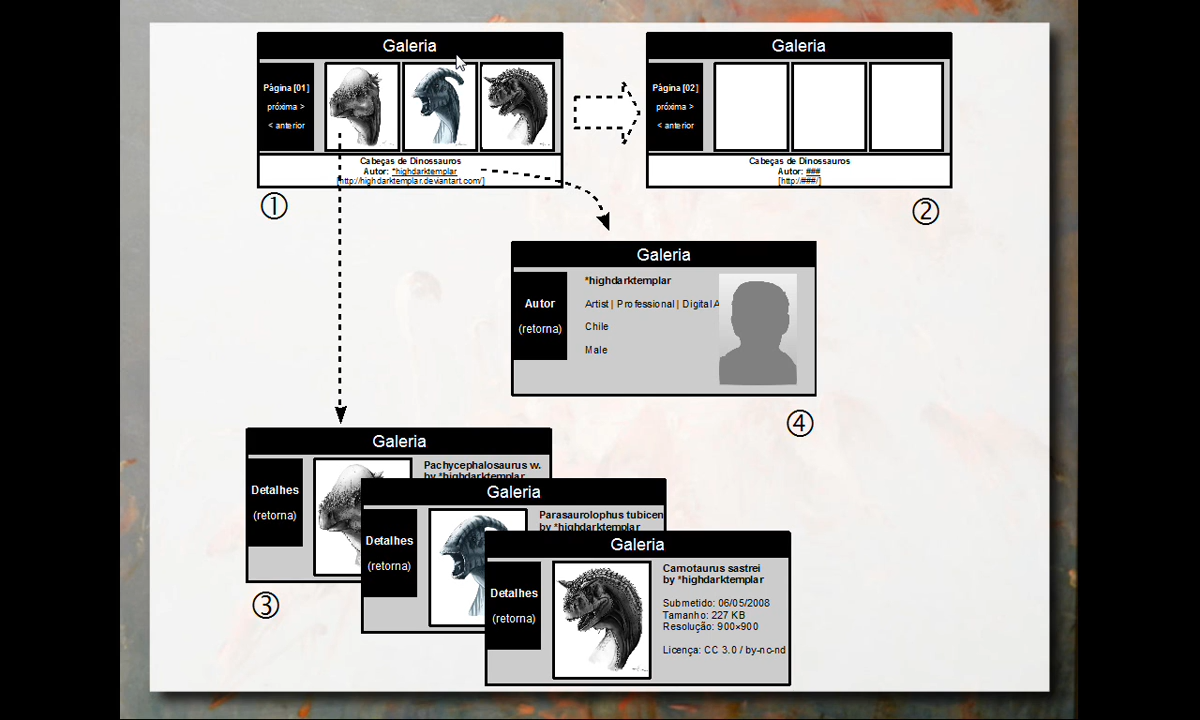 Galeria
Página [01]
próxima >
< anterior
Cabeças de Dinossauros
Autor: *highdarktemplar
[http://highdarktemplar.deviantart.com/]
①
Galeria
Página [02]
próxima >
< anterior
Cabeças de Dinossauros
Autor: ###
[http://###/]
②
Galeria
Autor
(retorna)
*highdarktemplar
Artist | Professional | Digital A
Chile
Male
④
Galeria
Detalhes
(retorna)
Pachycephalosaurus w.
by *highdarktemplar
③
Galeria
Detalhes
(retorna)
Parasaurolophus tubicen
by *highdarktemplar
Galeria
Detalhes
(retorna)
Carnotaurus sastrei
by *highdarktemplar
Submetido: 06/05/2008
Tamanho: 227 KB
Resolução: 900×900
Licença: CC 3.0 / by-nc-nd